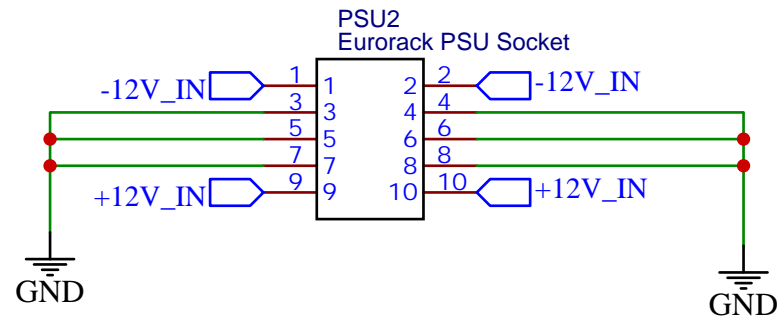 PSU2
Eurorack PSU Socket
-12V_IN 1 1 2 2 -12V_IN
3 3 4 4
5 5 6 6
7 7 8 8
+12V_IN 9 9 10 10 +12V_IN
GND GND